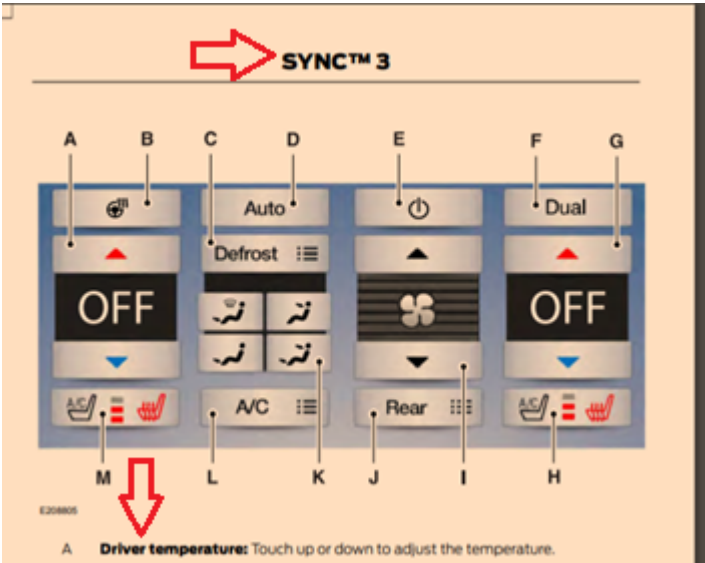 SYNC™ 3
A B C D E F G
Auto Dual
Defrost
OFF OFF
A/C A/C Rear A/C
M L K J I H
E208805
A Driver temperature: Touch up or down to adjust the temperature.